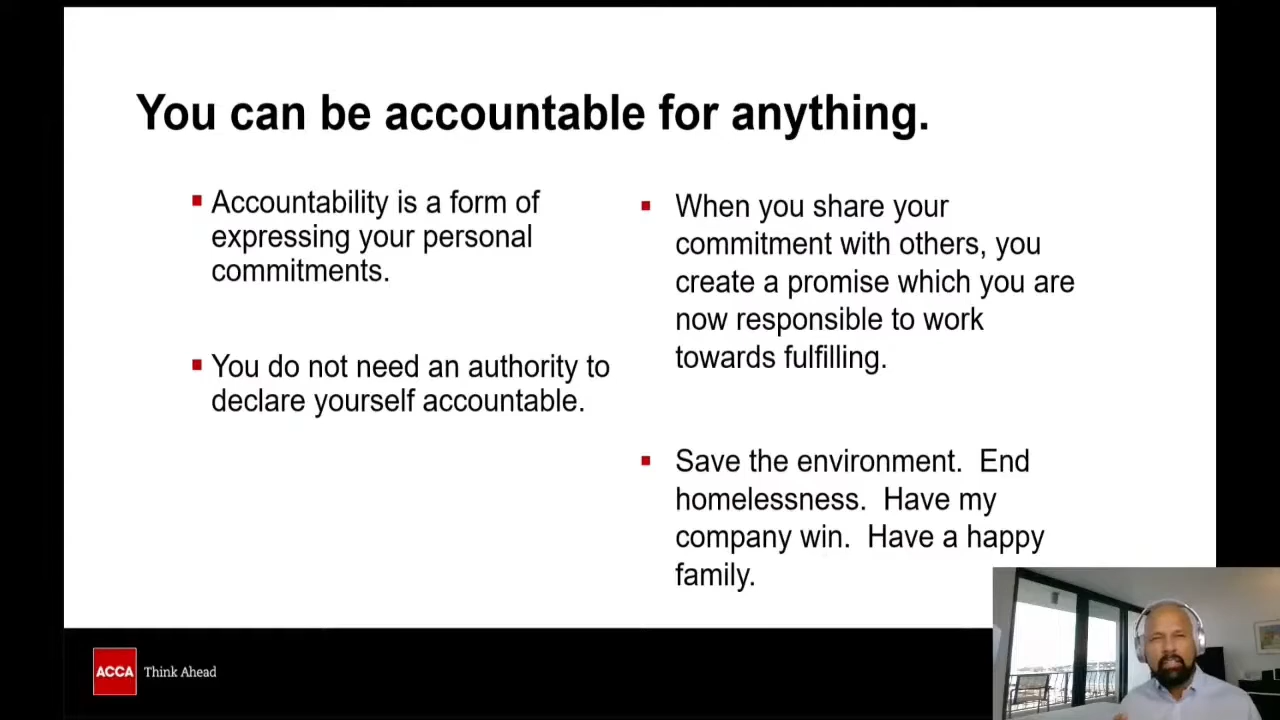 You can be accountable for anything.
Accountability is a form of
expressing your personal
commitments.
You do not need an authority to
declare yourself accountable.
When you share your
commitment with others, you
create a promise which you are
now responsible to work
towards fulfilling.
Save the environment.  End
homelessness.  Have my
company win.  Have a happy
family.
ACCA
Think Ahead